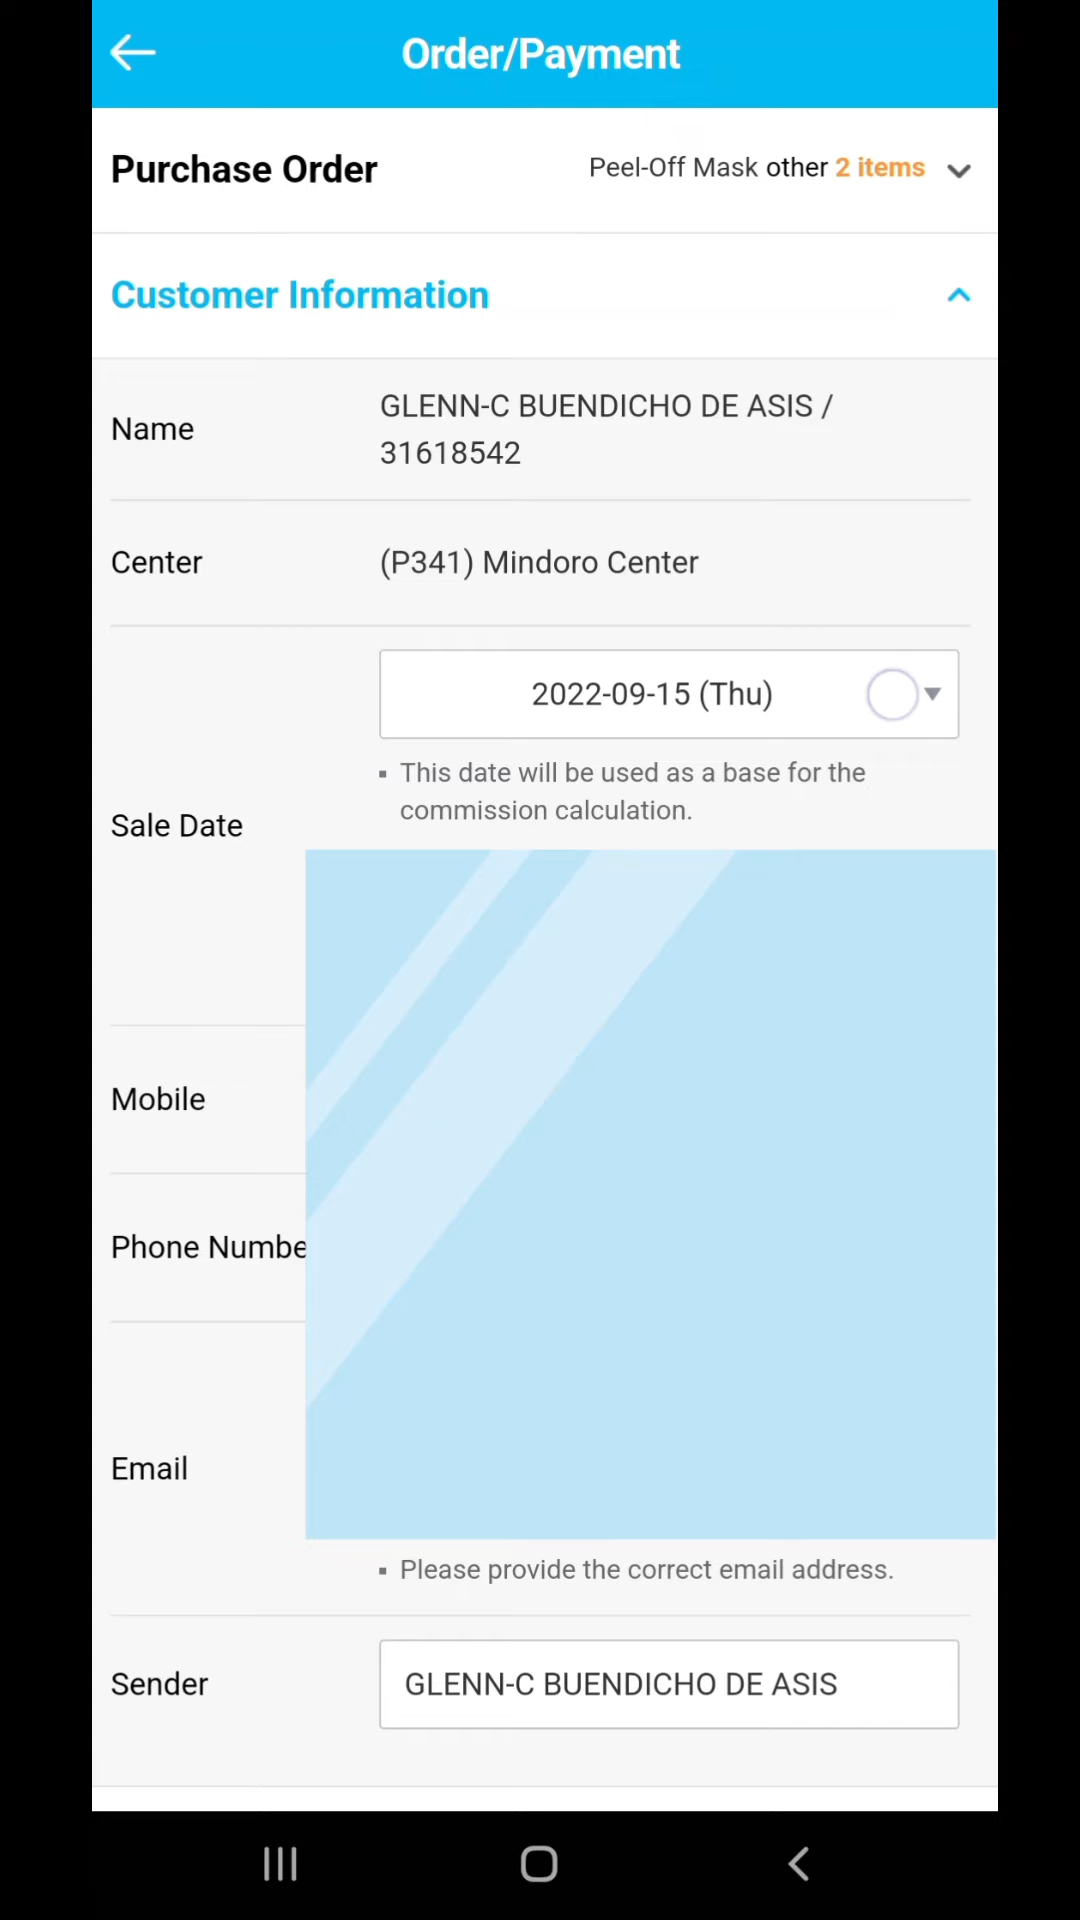 Order/Payment
Purchase Order
Peel-Off Mask other 2 items
Customer Information
Name
GLENN-C BUENDICHO DE ASIS /
31618542
Center
(P341) Mindoro Center
2022-09-15 (Thu)
▪ This date will be used as a base for the
commission calculation.
Sale Date
Mobile
Phone Numbe
Email
▪ Please provide the correct email address.
Sender
GLENN-C BUENDICHO DE ASIS